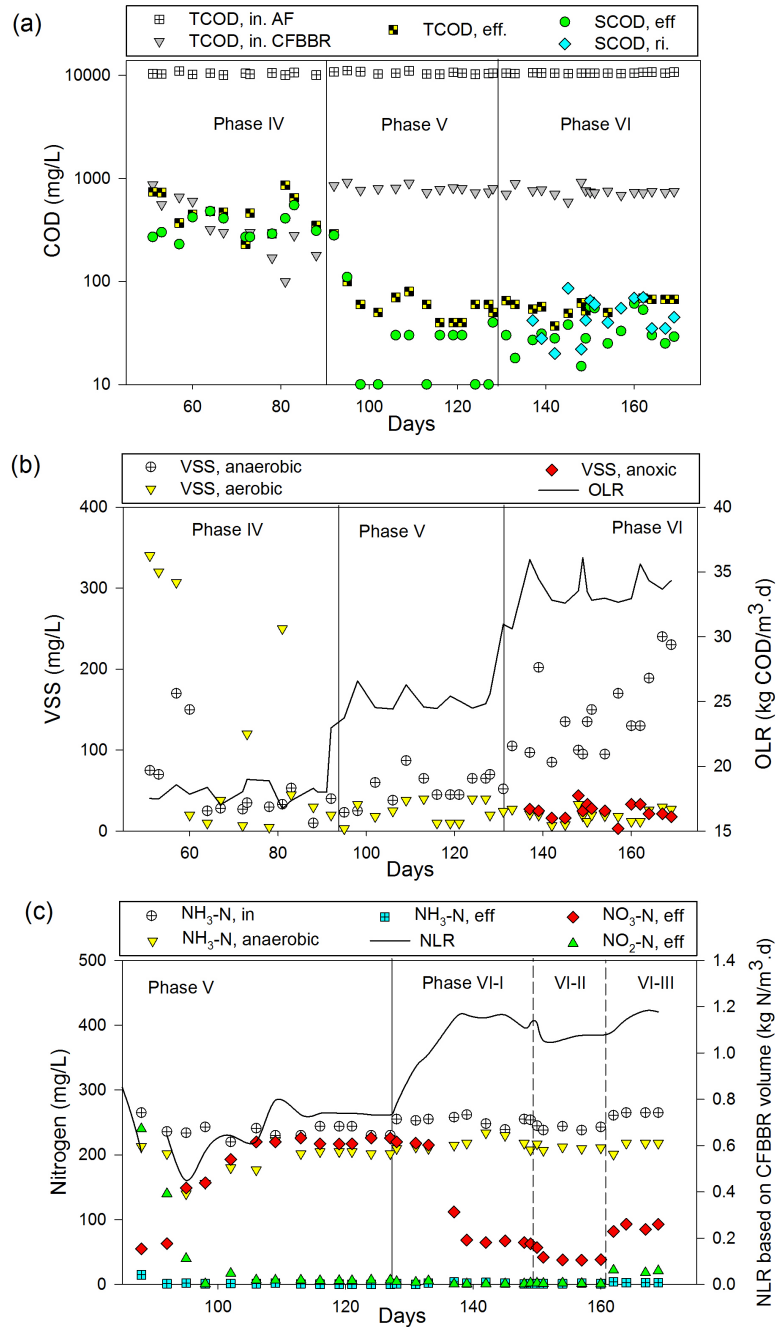 (a)
TCOD, in. AF
TCOD, in. CFBBR
TCOD, eff.
SCOD, eff
SCOD, ri.
10000
1000
100
10
COD (mg/L)
Phase IV
Phase V
Phase VI
60
80
100
120
140
160
Days
(b)
VSS, anaerobic
VSS, aerobic
VSS, anoxic
OLR
400
300
200
100
0
VSS (mg/L)
Phase IV
Phase V
Phase VI
40
35
30
25
20
15
OLR (kg COD/m³.d)
60
80
100
120
140
160
Days
(c)
NH₃-N, in
NH₃-N, anaerobic
NH₃-N, eff
NLR
NO₃-N, eff
NO₂-N, eff
500
400
300
200
100
0
Nitrogen (mg/L)
Phase V
Phase VI-I
VI-II
VI-III
1.4
1.2
1.0
0.8
0.6
0.4
0.2
0.0
NLR based on CFBBR volume (kg N/m³.d)
100
120
140
160
Days